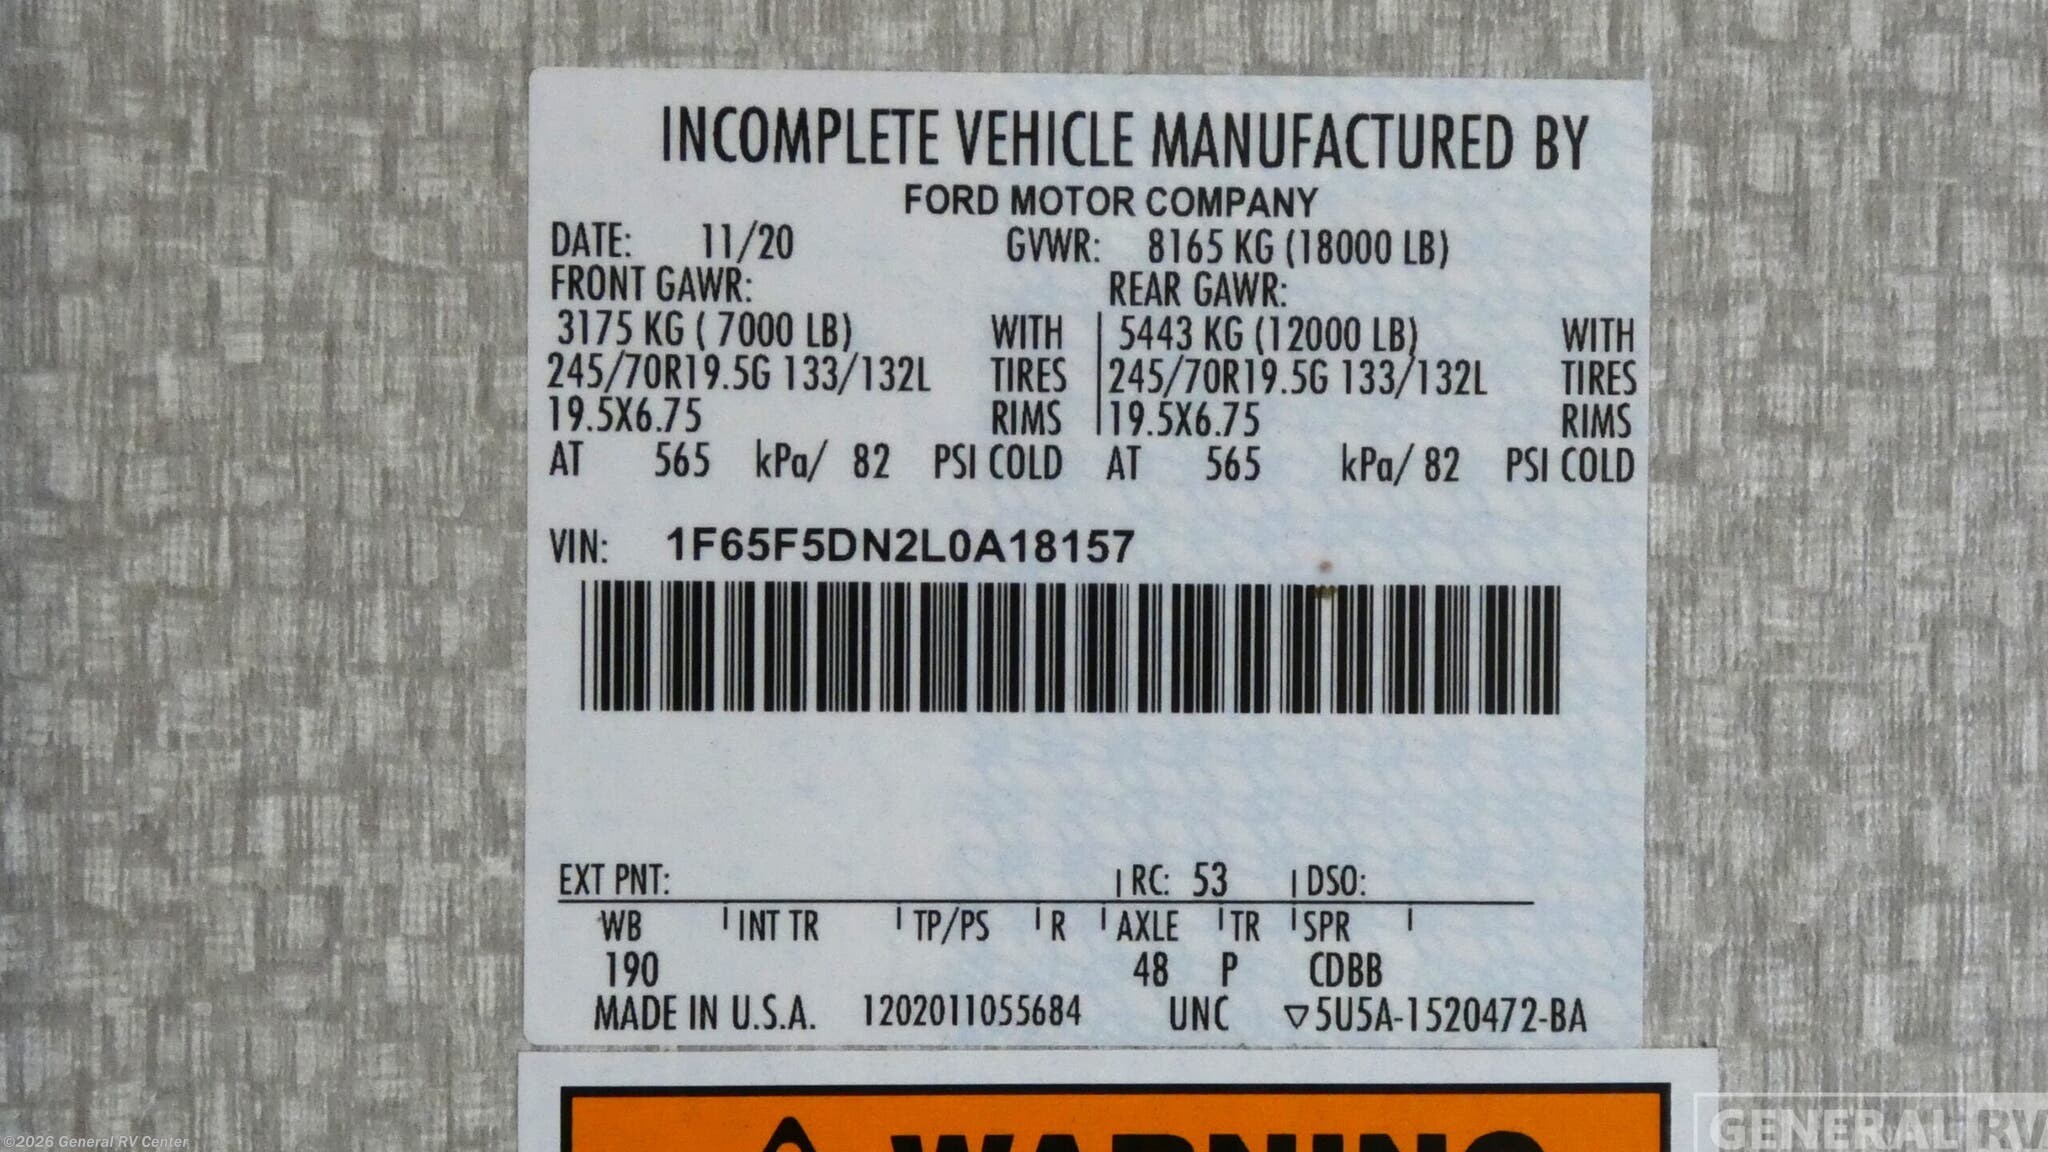 INCOMPLETE VEHICLE MANUFACTURED BY
FORD MOTOR COMPANY
DATE: 11/20 GVWR: 8165 KG (18000 LB)
FRONT GAWR: REAR GAWR:
3175 KG ( 7000 LB) WITH 5443 KG (12000 LB) WITH
245/70R19.5G 133/132L TIRES 245/70R19.5G 133/132L TIRES
19.5X6.75 RIMS 19.5X6.75 RIMS
AT 565 kPa/ 82 PSI COLD AT 565 kPa/ 82 PSI COLD
VIN: 1F65F5DN2L0A18157
EXT PNT: RC: 53 DSO:
WB INT TR TP/PS R AXLE TR SPR
190 48 P CDBB
MADE IN U.S.A. 1202011055684 UNC ▽5U5A-1520472-BA
WARNING
©2026 General RV Center
GENERAL RV